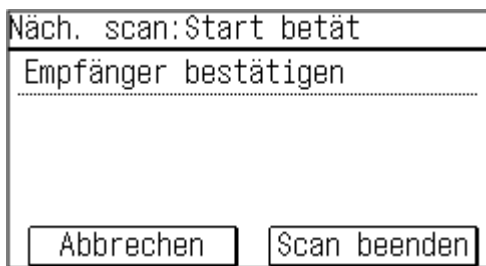 Näch. scan:Start betät
Empfänger bestätigen
Abbrechen
Scan beenden